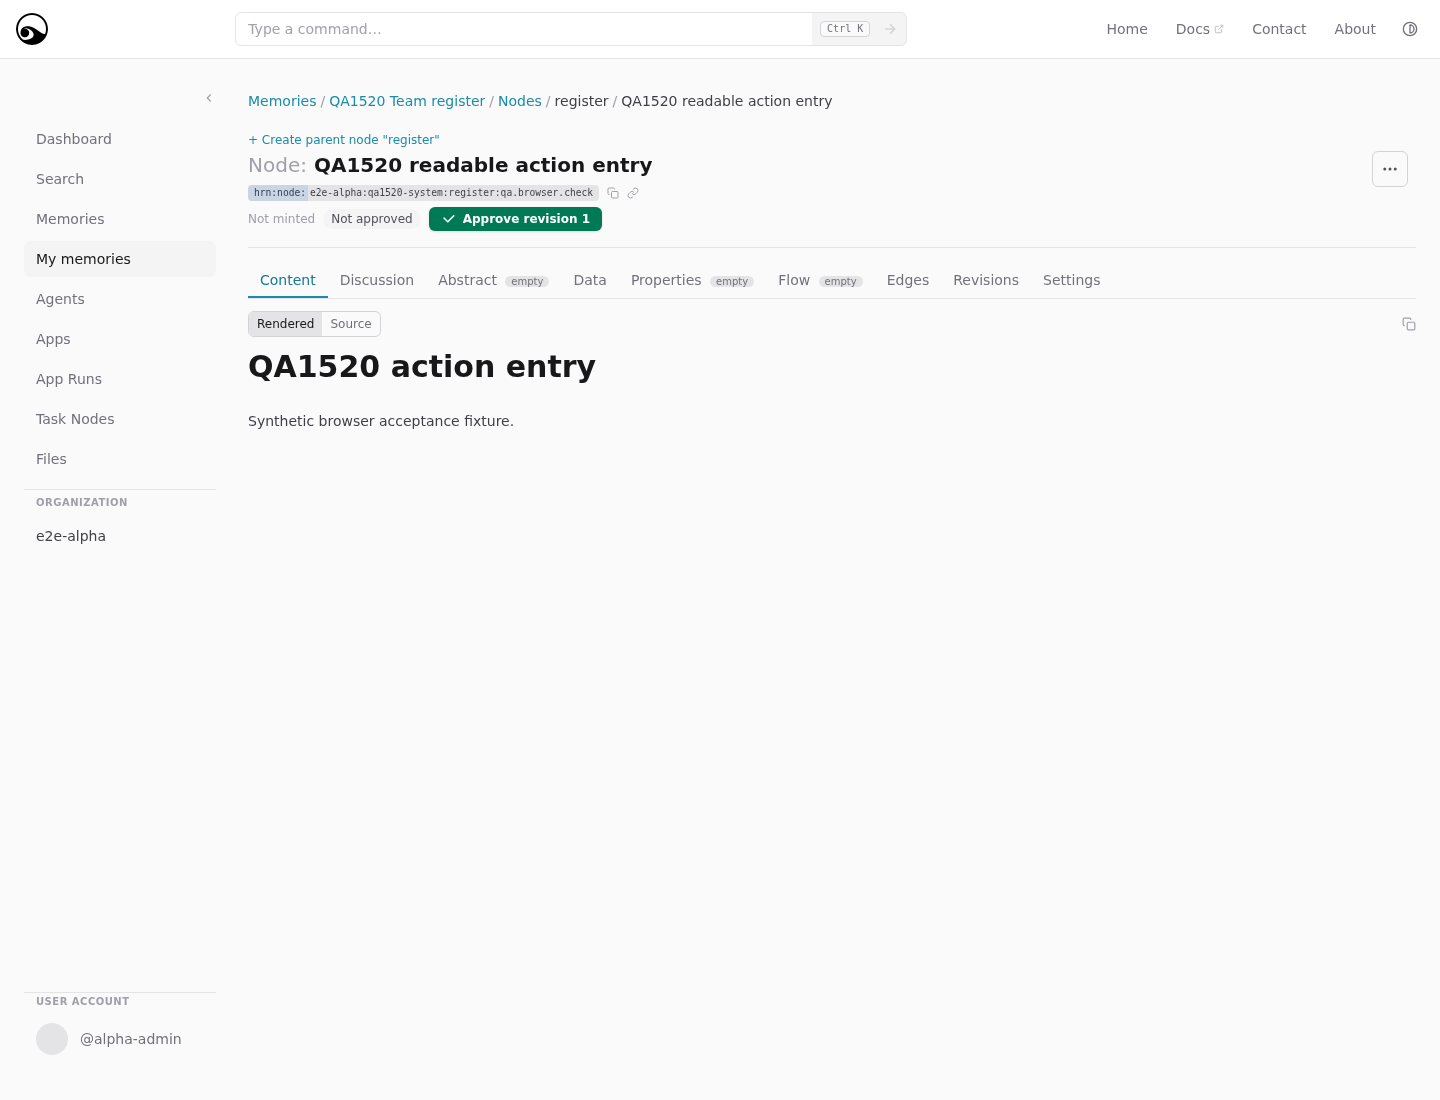 Type a command...
Ctrl K
Home
Docs
Contact
About
Memories / QA1520 Team register / Nodes / register / QA1520 readable action entry
+ Create parent node "register"
Node: QA1520 readable action entry
hrn:node: e2e-alpha:qa1520-system:register:qa.browser.check
Not minted
Not approved
Approve revision 1
Dashboard
Search
Memories
My memories
Agents
Apps
App Runs
Task Nodes
Files
ORGANIZATION
e2e-alpha
USER ACCOUNT
@alpha-admin
Content
Discussion
Abstract empty
Data
Properties empty
Flow empty
Edges
Revisions
Settings
Rendered
Source
QA1520 action entry
Synthetic browser acceptance fixture.